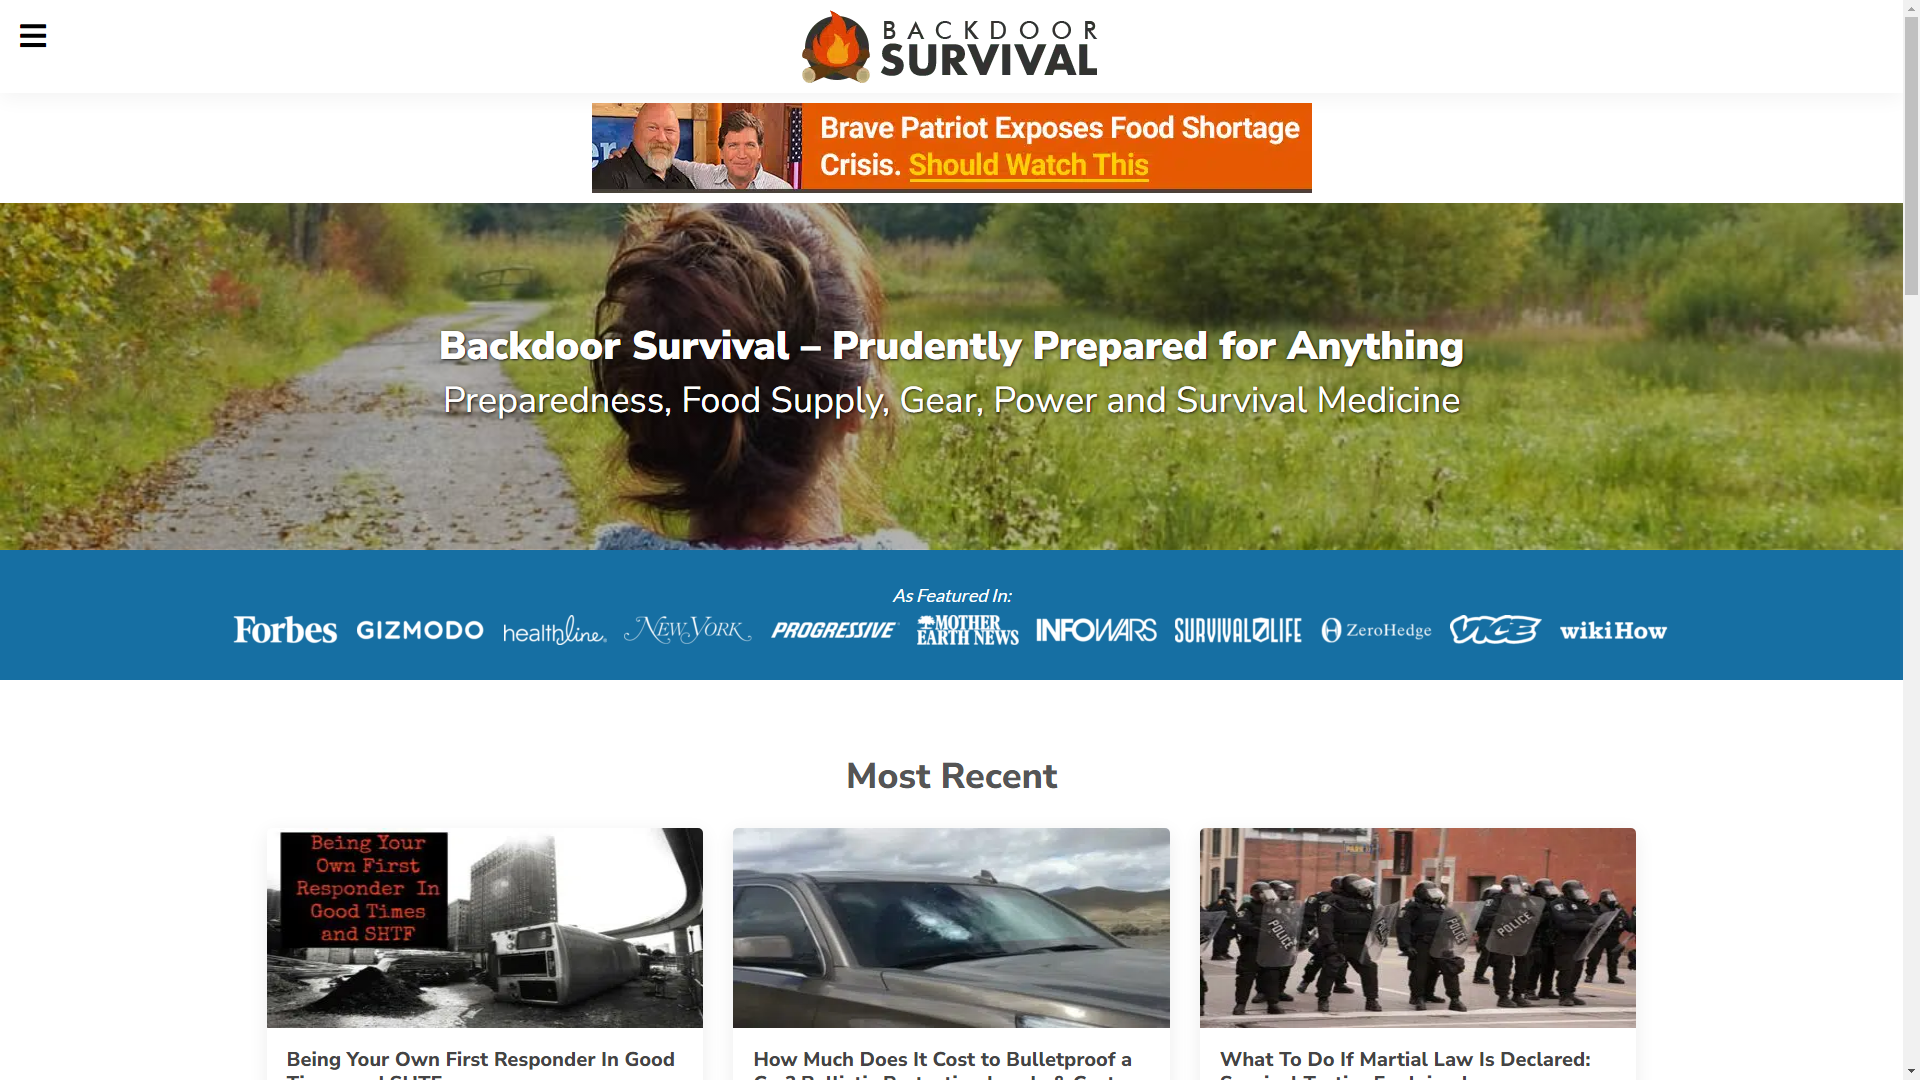 BACKDOOR
SURVIVAL
Brave Patriot Exposes Food Shortage
Crisis. Should Watch This
Backdoor Survival – Prudently Prepared for Anything
Preparedness, Food Supply, Gear, Power and Survival Medicine
As Featured In:
Forbes GIZMODO healthline NEW YORK PROGRESSIVE MOTHER EARTH NEWS INFOWARS SURVIVAL LIFE ZeroHedge VICE wikiHow
Most Recent
Being Your
Own First
Responder In
Good Times
and SHTF
POLICE
POLICE
POLICE
Being Your Own First Responder In Good
What To Do If Martial Law Is Declared:
How Much Does It Cost to Bulletproof a